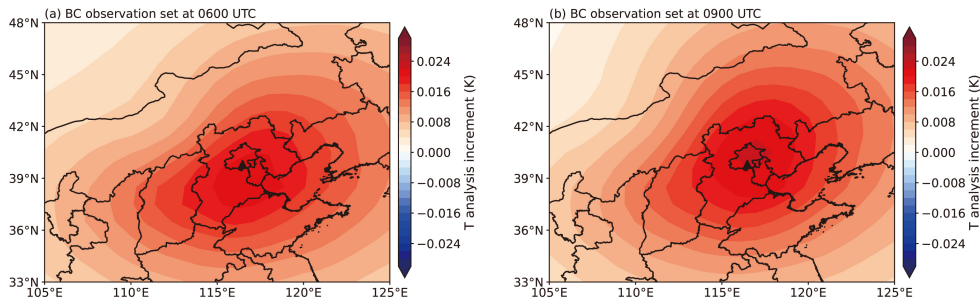 (a) BC observation set at 0600 UTC
48°N
45°N
42°N
39°N
36°N
33°N
105°E
110°E
115°E
120°E
125°E
0.024
0.016
0.008
0.000
−0.008
−0.016
−0.024
T analysis increment (K)
(b) BC observation set at 0900 UTC
48°N
45°N
42°N
39°N
36°N
33°N
105°E
110°E
115°E
120°E
125°E
0.024
0.016
0.008
0.000
−0.008
−0.016
−0.024
T analysis increment (K)